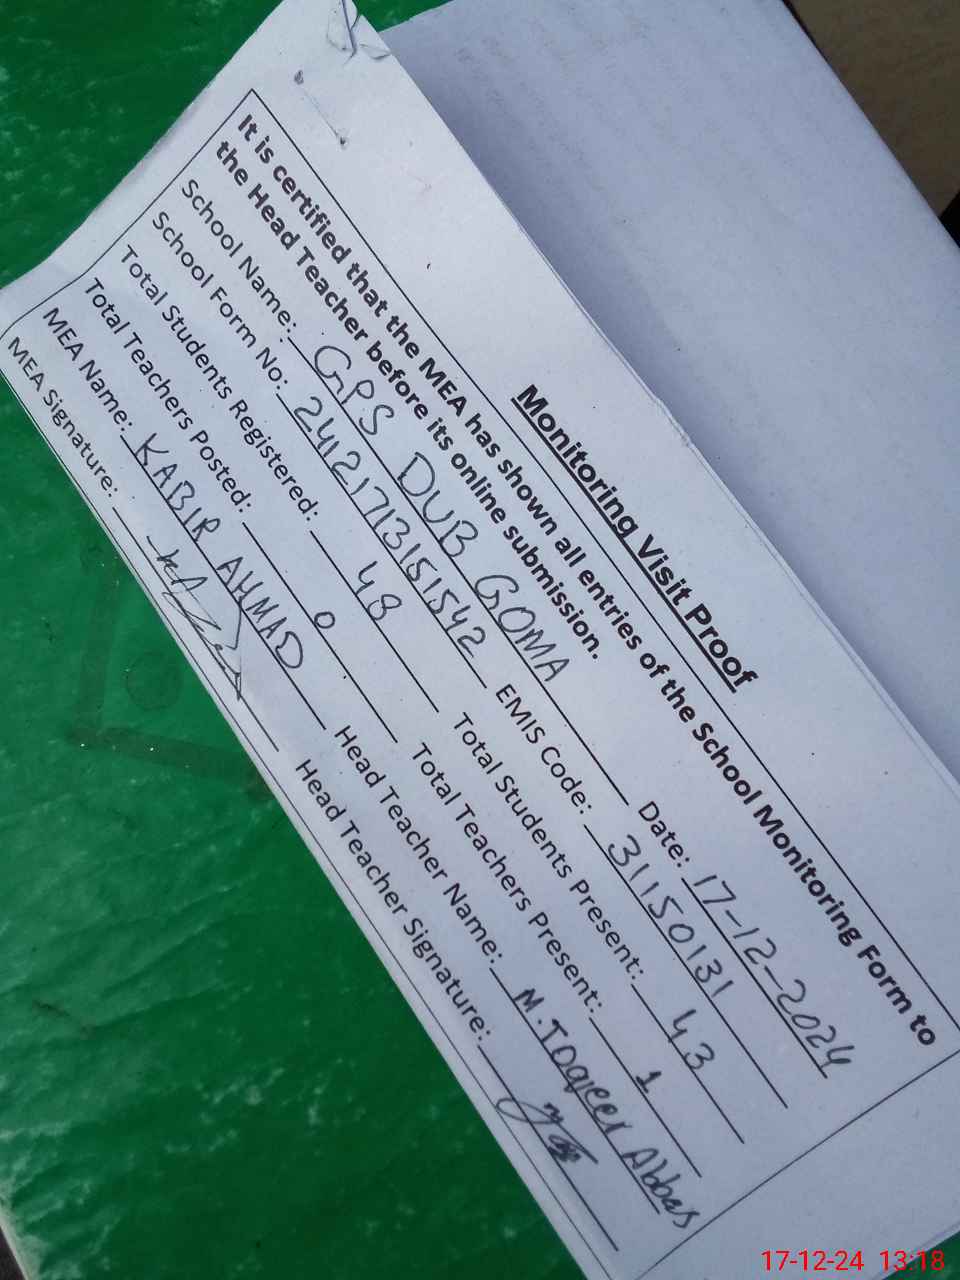 Monitoring Visit Proof
It is certified that the MEA has shown all entries of the School Monitoring Form to
the Head Teacher before its online submission.
School Name: GPS DUB GOMA Date: 17-12-2024
School Form No: 24121713151542 EMIS Code: 31150131
Total Students Registered: 48 Total Students Present: 43
Total Teachers Posted: 0 Total Teachers Present: 1
MEA Name: KABIR AHMAD Head Teacher Name: M.Toqeer Abbas
MEA Signature: Head Teacher Signature:
17-12-24 13:18